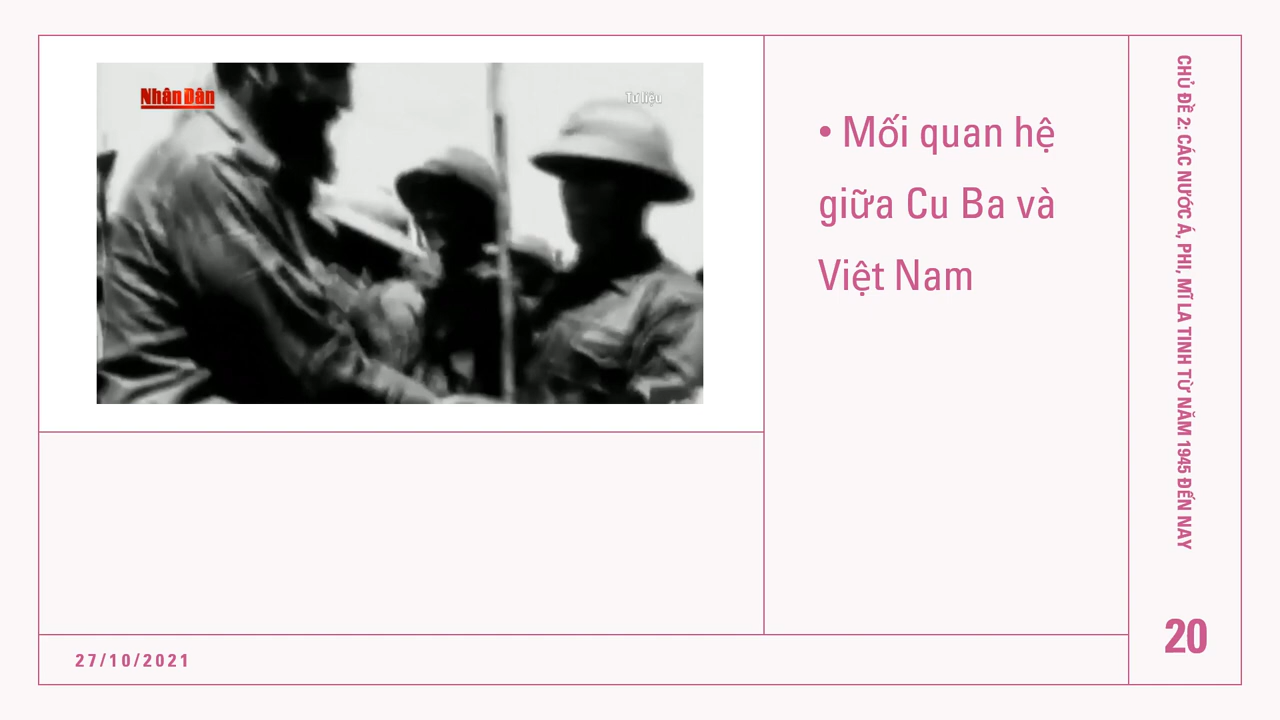 Nhân Dân
Tư liệu
• Mối quan hệ
giữa Cu Ba và
Việt Nam
CHỦ ĐỀ 2: CÁC NƯỚC Á, PHI, MĨ LA TINH TỪ NĂM 1945 ĐẾN NAY
20
27/10/2021